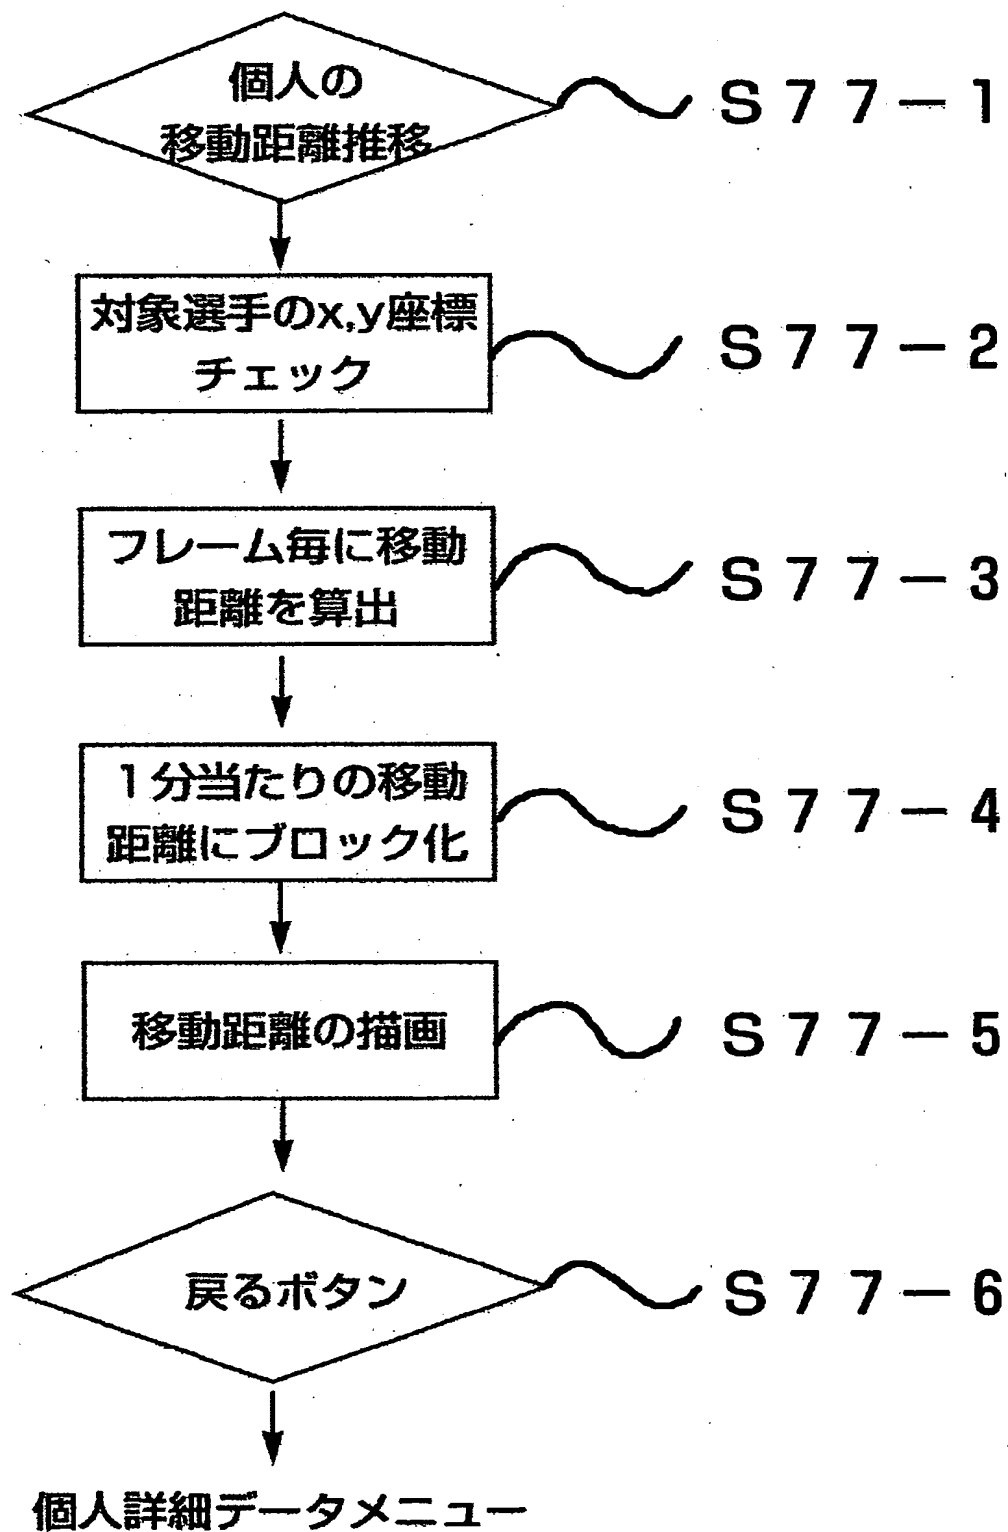 個人の
移動距離推移
S77-1
対象選手のx,y座標
チェック
S77-2
フレーム毎に移動
距離を算出
S77-3
1分当たりの移動
距離にブロック化
S77-4
移動距離の描画
S77-5
戻るボタン
S77-6
個人詳細データメニュー